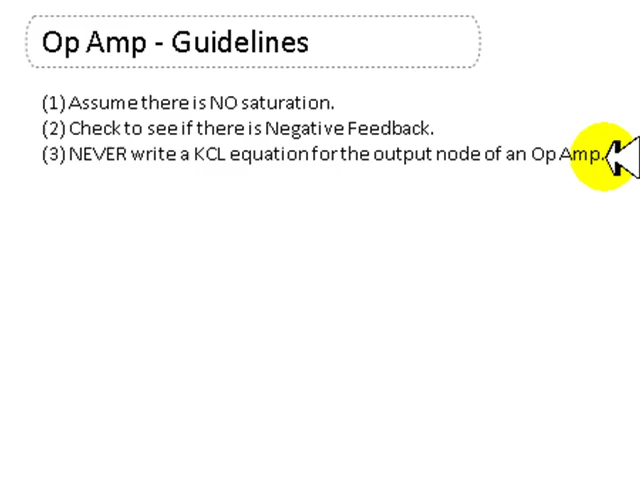 Op Amp - Guidelines
(1) Assume there is NO saturation.
(2) Check to see if there is Negative Feedback.
(3) NEVER write a KCL equation for the output node of an Op Amp.